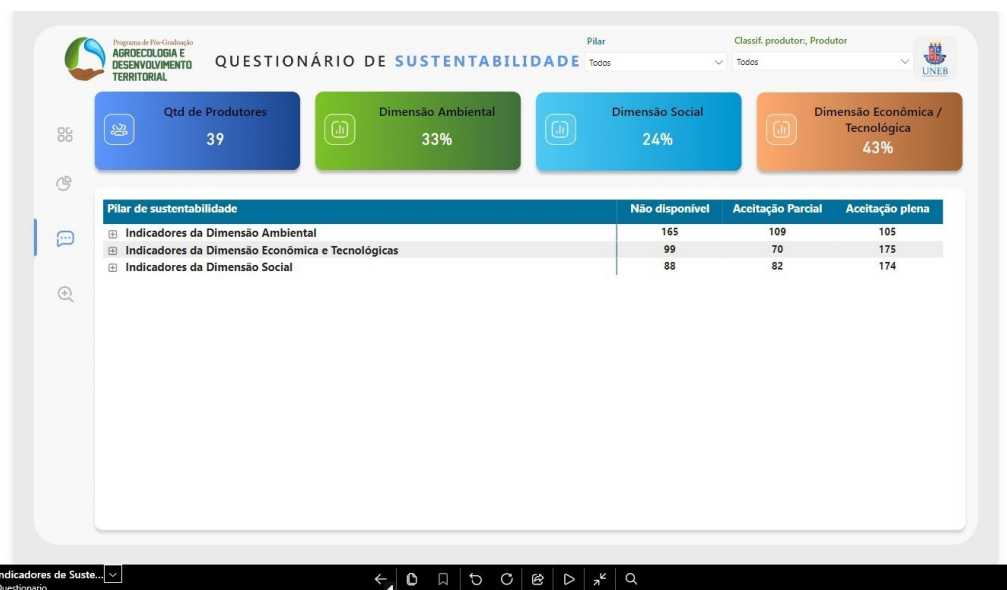 Programa de Pós-Graduação
AGROECOLOGIA E
DESENVOLVIMENTO
TERRITORIAL
QUESTIONÁRIO DE SUSTENTABILIDADE
Pilar
Todos
Classif. produtor:, Produtor
Todos
UNEB
Qtd de Produtores
39
Dimensão Ambiental
33%
Dimensão Social
24%
Dimensão Econômica /
Tecnológica
43%
Pilar de sustentabilidade Não disponível Aceitação Parcial Aceitação plena
Indicadores da Dimensão Ambiental 165 109 105
Indicadores da Dimensão Econômica e Tecnológicas 99 70 175
Indicadores da Dimensão Social 88 82 174
ndicadores de Suste...
Questionario